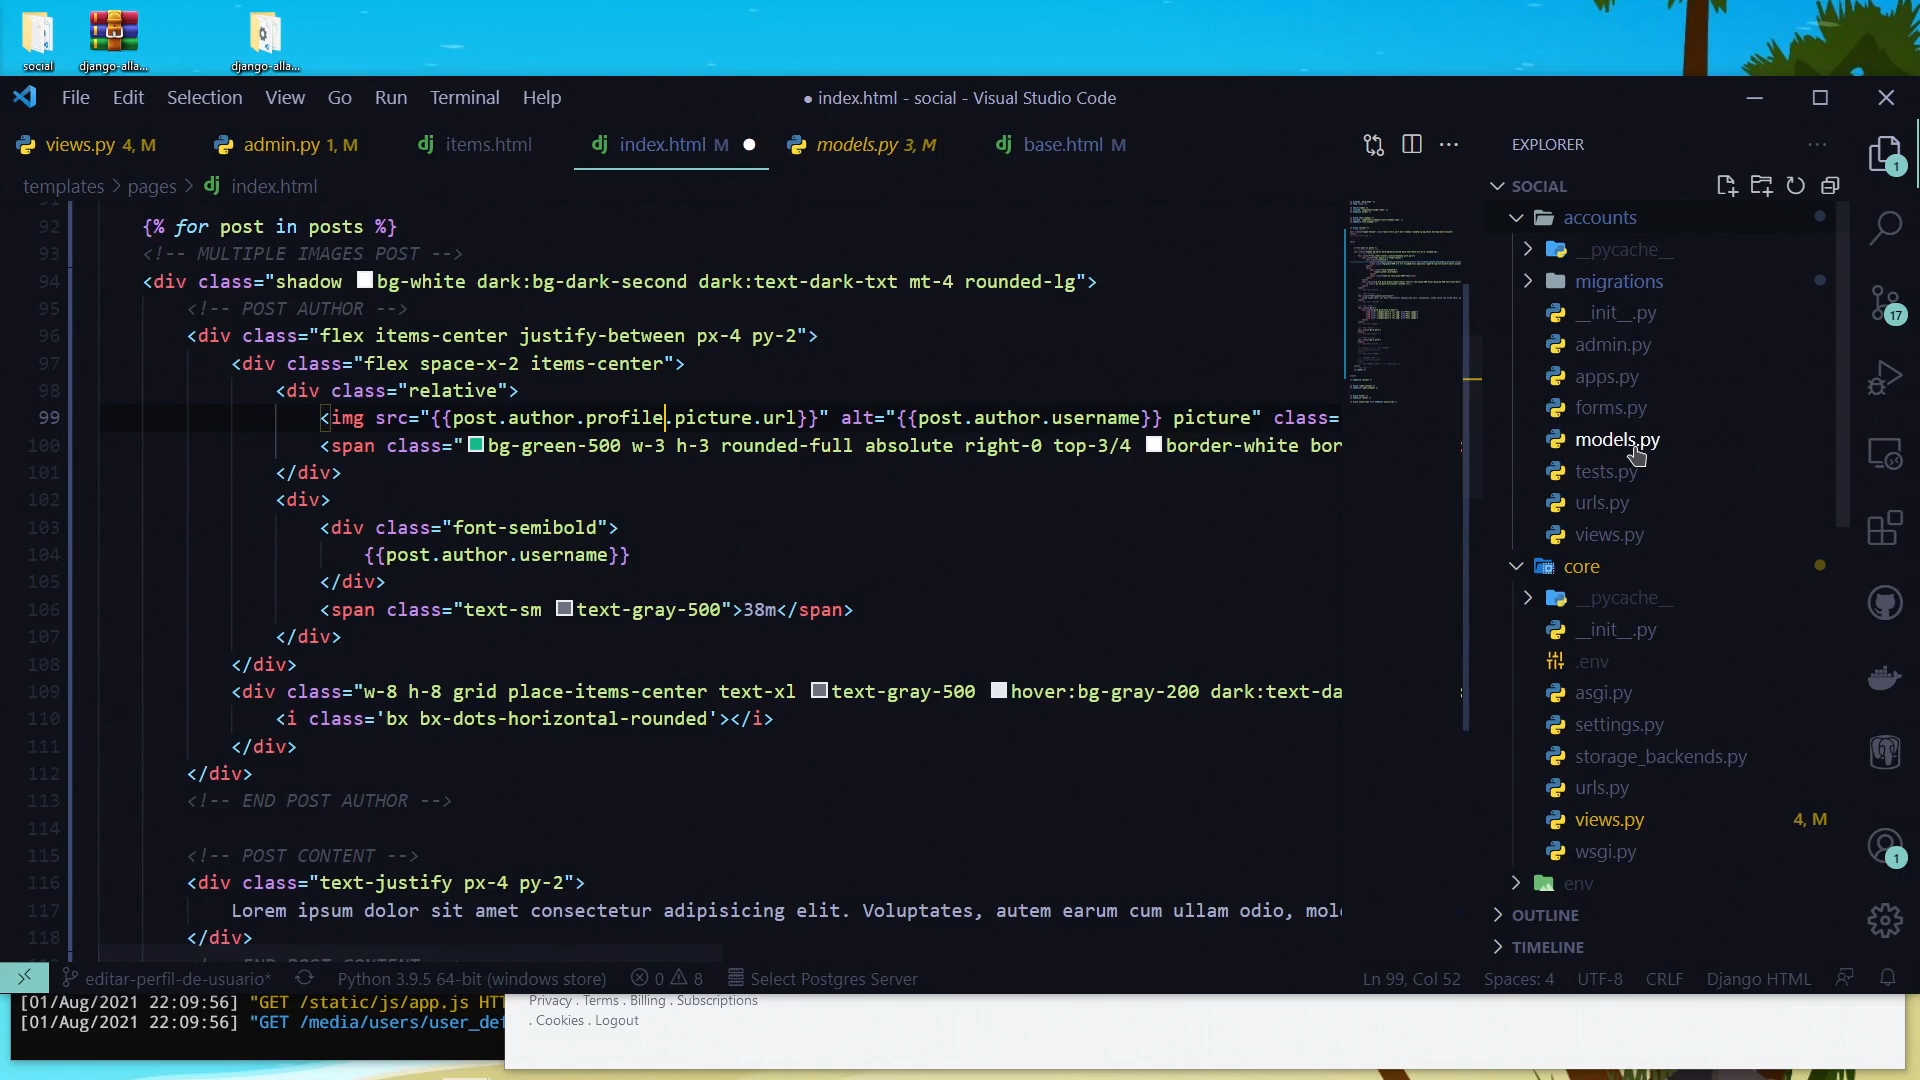 social
django-alla...
django-alla...
File Edit Selection View Go Run Terminal Help
● index.html - social - Visual Studio Code
views.py 4, M
admin.py 1, M
items.html
index.html M
models.py 3, M
base.html M
EXPLORER
templates > pages > index.html
SOCIAL
91
92 {% for post in posts %}
93 <!-- MULTIPLE IMAGES POST -->
94 <div class="shadow bg-white dark:bg-dark-second dark:text-dark-txt mt-4 rounded-lg">
95 <!-- POST AUTHOR -->
96 <div class="flex items-center justify-between px-4 py-2">
97 <div class="flex space-x-2 items-center">
98 <div class="relative">
99 <img src="{{post.author.profile.picture.url}}" alt="{{post.author.username}} picture" class=
100 <span class="bg-green-500 w-3 h-3 rounded-full absolute right-0 top-3/4 border-white bor
101 </div>
102 <div>
103 <div class="font-semibold">
104 {{post.author.username}}
105 </div>
106 <span class="text-sm text-gray-500">38m</span>
107 </div>
108 </div>
109 <div class="w-8 h-8 grid place-items-center text-xl text-gray-500 hover:bg-gray-200 dark:text-da
110 <i class='bx bx-dots-horizontal-rounded'></i>
111 </div>
112 </div>
113 <!-- END POST AUTHOR -->
114
115 <!-- POST CONTENT -->
116 <div class="text-justify px-4 py-2">
117 Lorem ipsum dolor sit amet consectetur adipisicing elit. Voluptates, autem earum cum ullam odio, mol
118 </div>
accounts
__pycache__
migrations
__init__.py
admin.py
apps.py
forms.py
models.py
tests.py
urls.py
views.py
core
__pycache__
__init__.py
.env
asgi.py
settings.py
storage_backends.py
urls.py
views.py 4, M
wsgi.py
env
OUTLINE
TIMELINE
1
17
1
editar-perfil-de-usuario* Python 3.9.5 64-bit (windows store) 0 8 Select Postgres Server
Ln 99, Col 52 Spaces: 4 UTF-8 CRLF Django HTML
[01/Aug/2021 22:09:56] "GET /static/js/app.js HTT
[01/Aug/2021 22:09:56] "GET /media/users/user_def
Privacy . Terms . Billing . Subscriptions
. Cookies . Logout